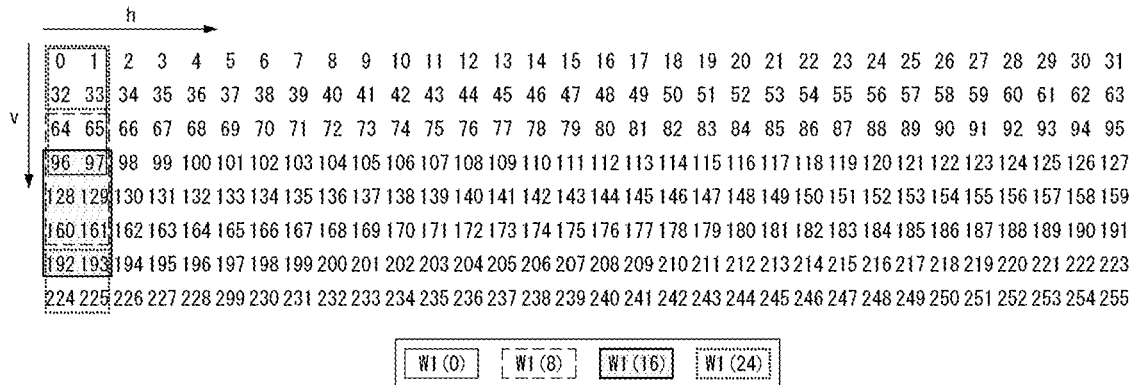 h
v
0 1 2 3 4 5 6 7 8 9 10 11 12 13 14 15 16 17 18 19 20 21 22 23 24 25 26 27 28 29 30 31
32 33 34 35 36 37 38 39 40 41 42 43 44 45 46 47 48 49 50 51 52 53 54 55 56 57 58 59 60 61 62 63
64 65 66 67 68 69 70 71 72 73 74 75 76 77 78 79 80 81 82 83 84 85 86 87 88 89 90 91 92 93 94 95
96 97 98 99 100 101 102 103 104 105 106 107 108 109 110 111 112 113 114 115 116 117 118 119 120 121 122 123 124 125 126 127
128 129 130 131 132 133 134 135 136 137 138 139 140 141 142 143 144 145 146 147 148 149 150 151 152 153 154 155 156 157 158 159
160 161 162 163 164 165 166 167 168 169 170 171 172 173 174 175 176 177 178 179 180 181 182 183 184 185 186 187 188 189 190 191
192 193 194 195 196 197 198 199 200 201 202 203 204 205 206 207 208 209 210 211 212 213 214 215 216 217 218 219 220 221 222 223
224 225 226 227 228 299 230 231 232 233 234 235 236 237 238 239 240 241 242 243 244 245 246 247 248 249 250 251 252 253 254 255
W1(0) W1(8) W1(16) W1(24)